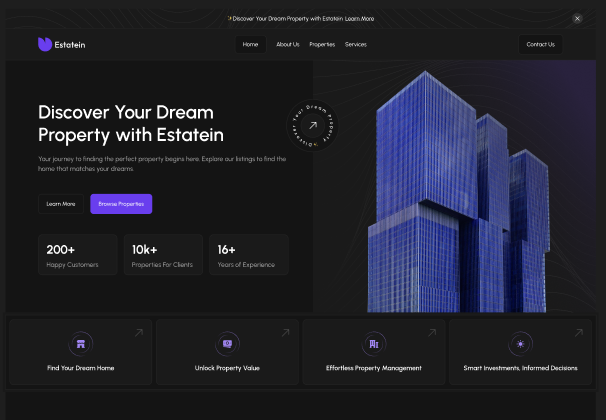 ✨Discover Your Dream Property with Estatein Learn More
Estatein
Home
About Us
Properties
Services
Contact Us
Discover Your Dream
Property with Estatein
Your journey to finding the perfect property begins here. Explore our listings to find the
home that matches your dreams.
Discover Your Dream Property
Learn More
Browse Properties
200+
Happy Customers
10k+
Properties For Clients
16+
Years of Experience
Find Your Dream Home
Unlock Property Value
Effortless Property Management
Smart Investments, Informed Decisions